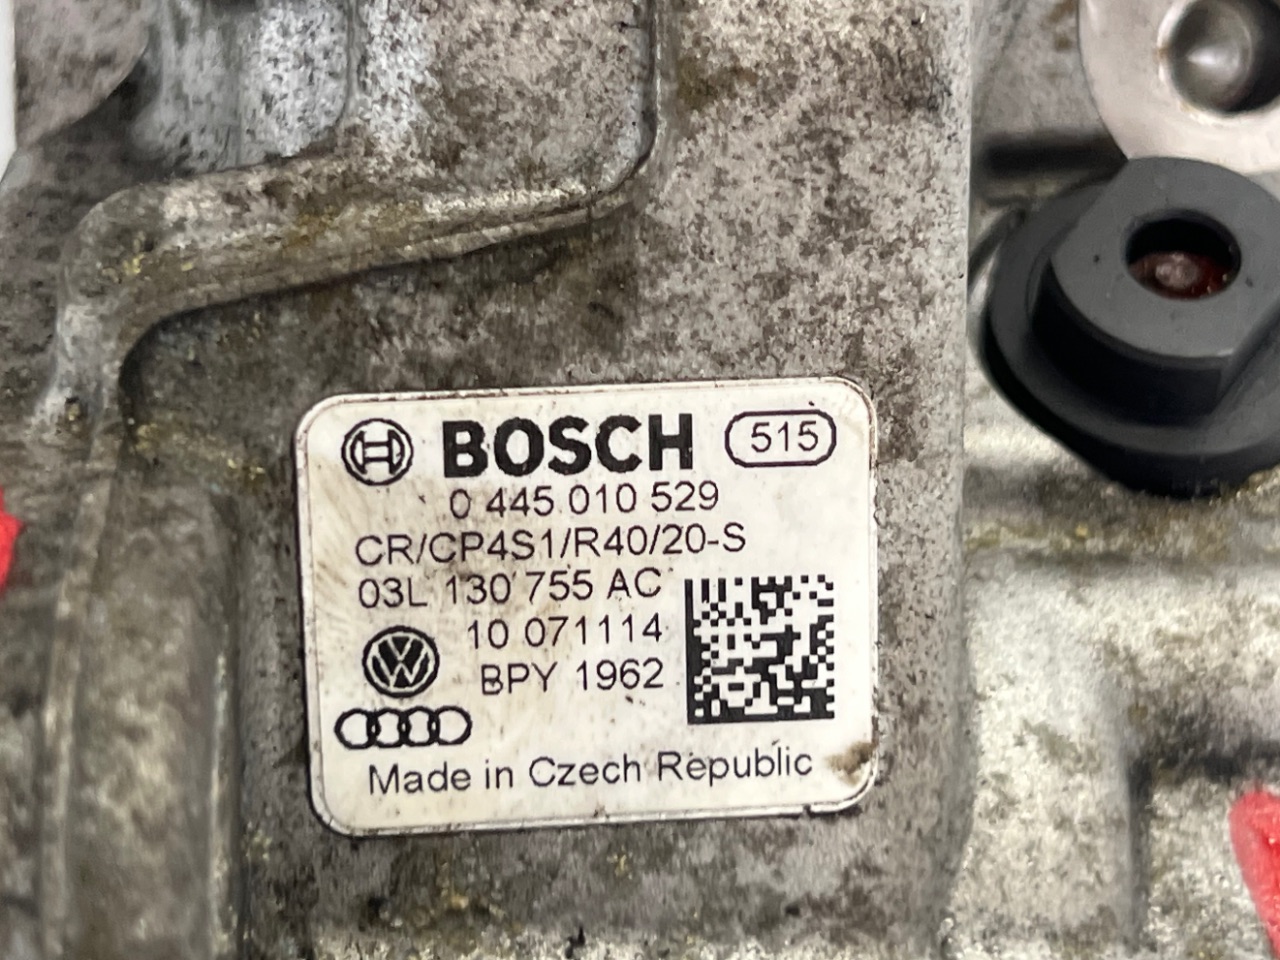 BOSCH 515
0 445 010 529
CR/CP4S1/R40/20-S
03L 130 755 AC
10 071114
BPY 1962
Made in Czech Republic